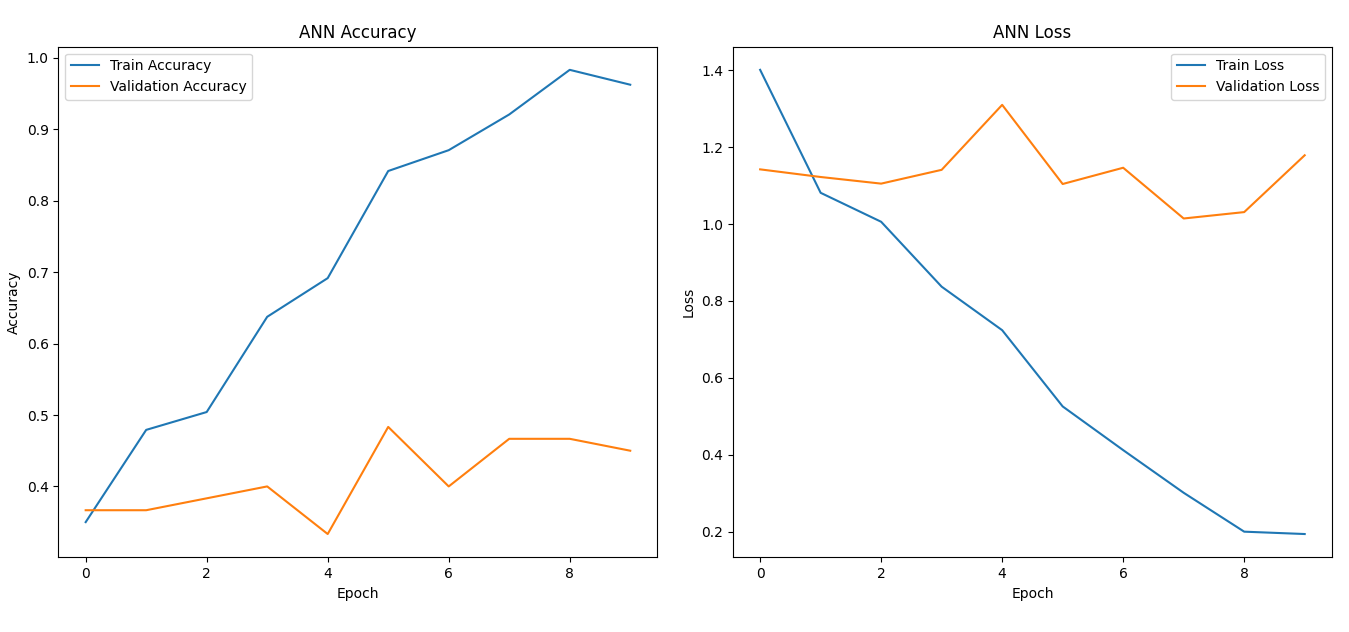 ANN Accuracy
Train Accuracy
Validation Accuracy
1.0
0.9
0.8
0.7
0.6
0.5
0.4
Accuracy
0 2 4 6 8
Epoch
ANN Loss
Train Loss
Validation Loss
1.4
1.2
1.0
0.8
0.6
0.4
0.2
Loss
0 2 4 6 8
Epoch